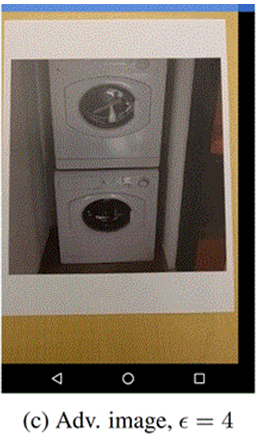 (c) Adv. image, ϵ = 4